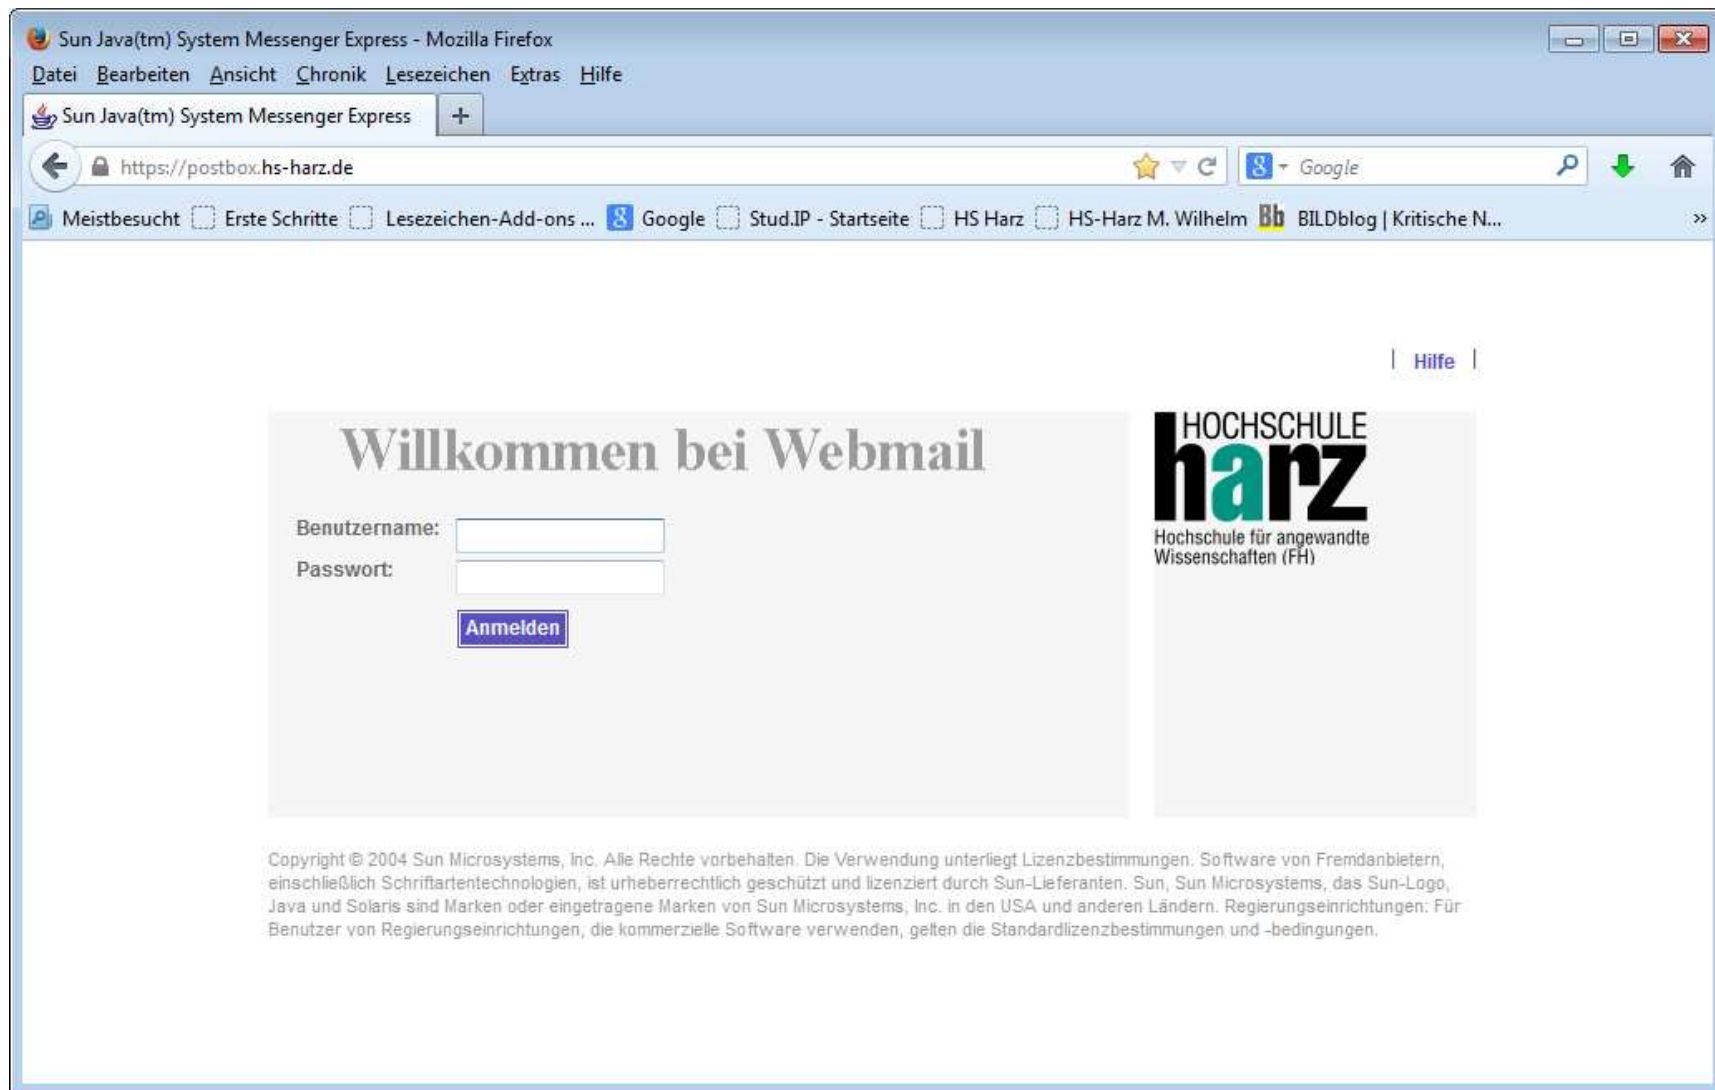 Sun Java(tm) System Messenger Express - Mozilla Firefox
Datei Bearbeiten Ansicht Chronik Lesezeichen Extras Hilfe
Sun Java(tm) System Messenger Express +
https://postbox.hs-harz.de 8 Google
Meistbesucht Erste Schritte Lesezeichen-Add-ons ... 8 Google Stud.IP - Startseite HS Harz HS-Harz M. Wilhelm Bb BILDblog | Kritische N... »
| Hilfe |
Willkommen bei Webmail
Benutzername:
Passwort:
Anmelden
HOCHSCHULE
harz
Hochschule für angewandte
Wissenschaften (FH)
Copyright © 2004 Sun Microsystems, Inc. Alle Rechte vorbehalten. Die Verwendung unterliegt Lizenzbestimmungen. Software von Fremdanbietern,
einschließlich Schriftartentechnologien, ist urheberrechtlich geschützt und lizenziert durch Sun-Lieferanten. Sun, Sun Microsystems, das Sun-Logo,
Java und Solaris sind Marken oder eingetragene Marken von Sun Microsystems, Inc. in den USA und anderen Ländern. Regierungseinrichtungen: Für
Benutzer von Regierungseinrichtungen, die kommerzielle Software verwenden, gelten die Standardlizenzbestimmungen und -bedingungen.